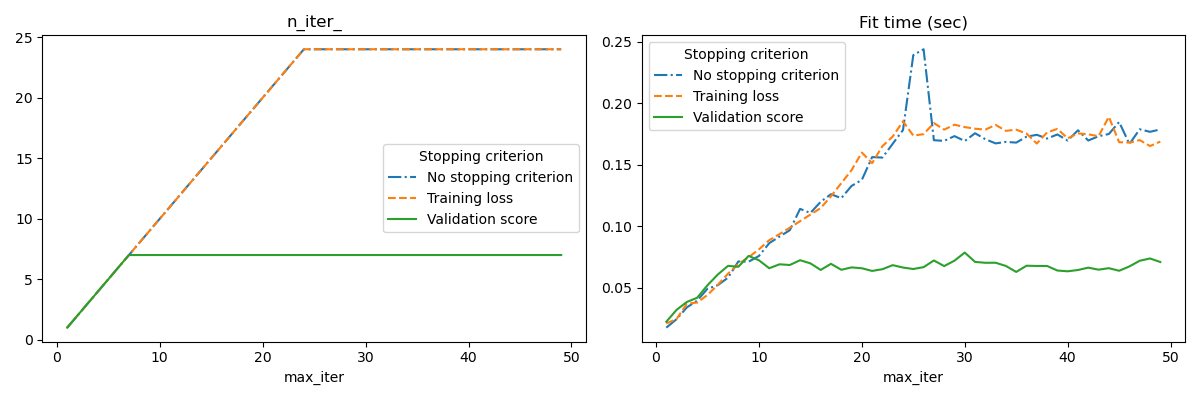 n_iter_
25
20
15
10
5
0
0
10
20
30
40
50
max_iter
Stopping criterion
No stopping criterion
Training loss
Validation score
Fit time (sec)
0.25
0.20
0.15
0.10
0.05
0
10
20
30
40
50
max_iter
Stopping criterion
No stopping criterion
Training loss
Validation score